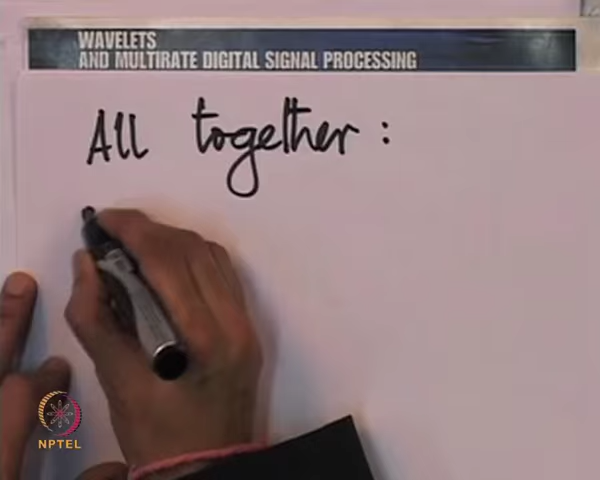 WAVELETS
AND MULTIRATE DIGITAL SIGNAL PROCESSING
All together :
NPTEL